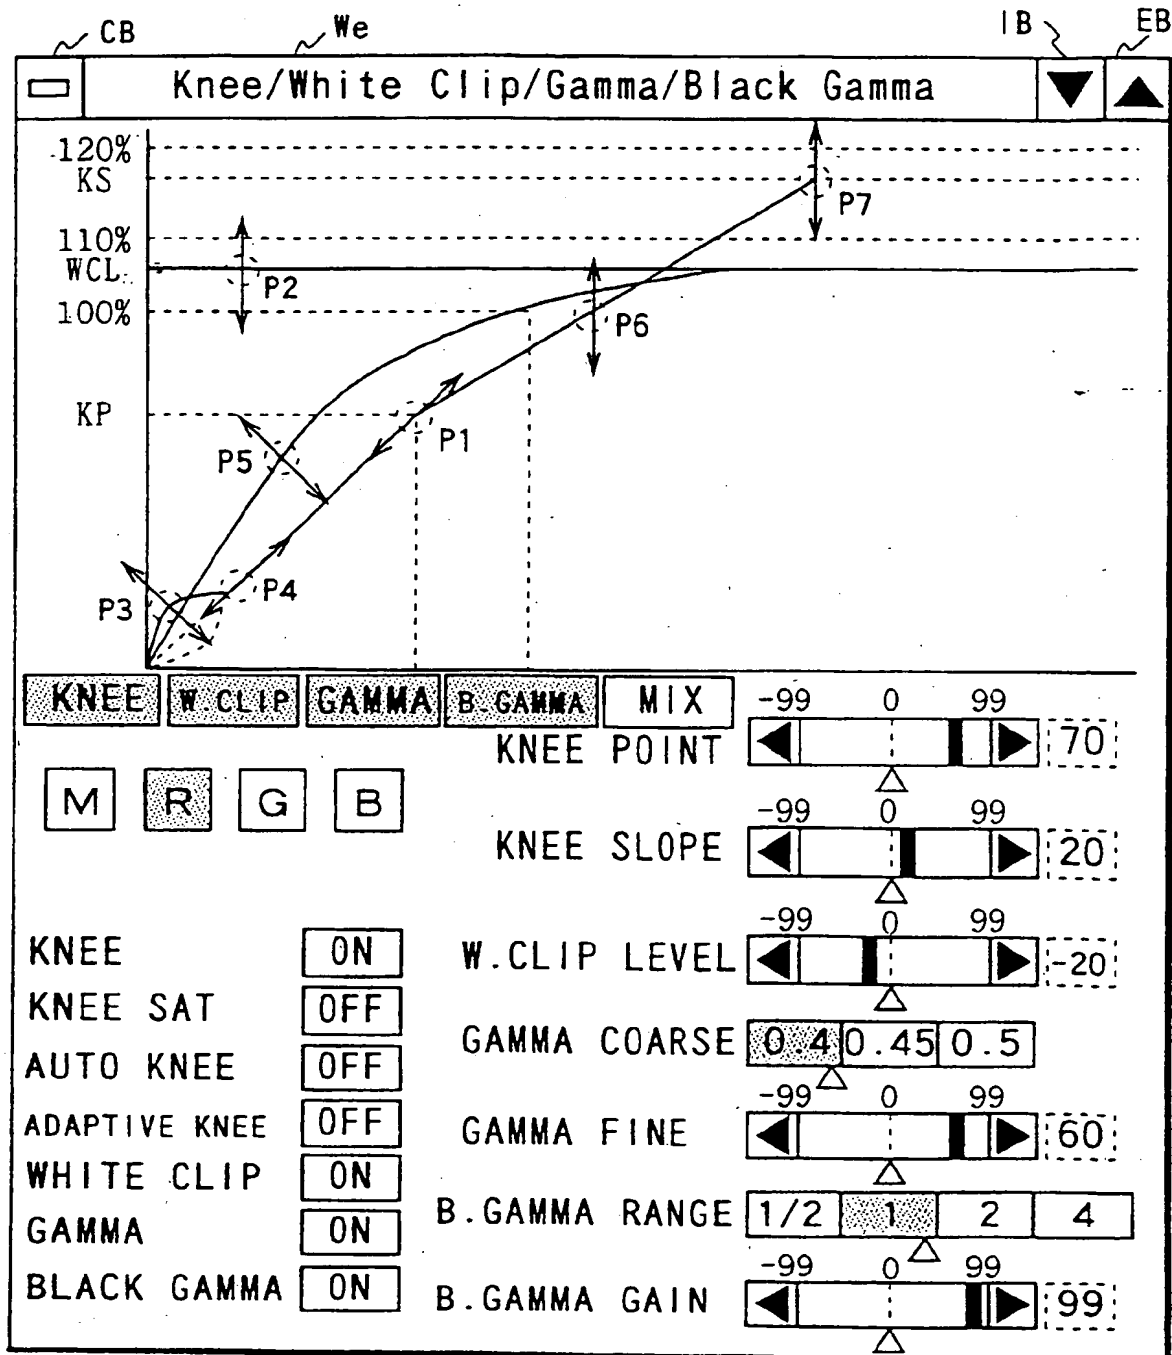 CB We IB EB
Knee/White Clip/Gamma/Black Gamma
120%
KS
P7
110%
WCL
P2
100%
P6
KP
P1
P5
P4
P3
KNEE W.CLIP GAMMA B.GAMMA MIX
-99 0 99
KNEE POINT 70
M R G B
-99 0 99
KNEE SLOPE 20
-99 0 99
KNEE ON
W.CLIP LEVEL -20
KNEE SAT OFF
GAMMA COARSE 0.4 0.45 0.5
AUTO KNEE OFF
-99 0 99
ADAPTIVE KNEE OFF
GAMMA FINE 60
WHITE CLIP ON
B.GAMMA RANGE 1/2 1 2 4
GAMMA ON
-99 0 99
BLACK GAMMA ON
B.GAMMA GAIN 99